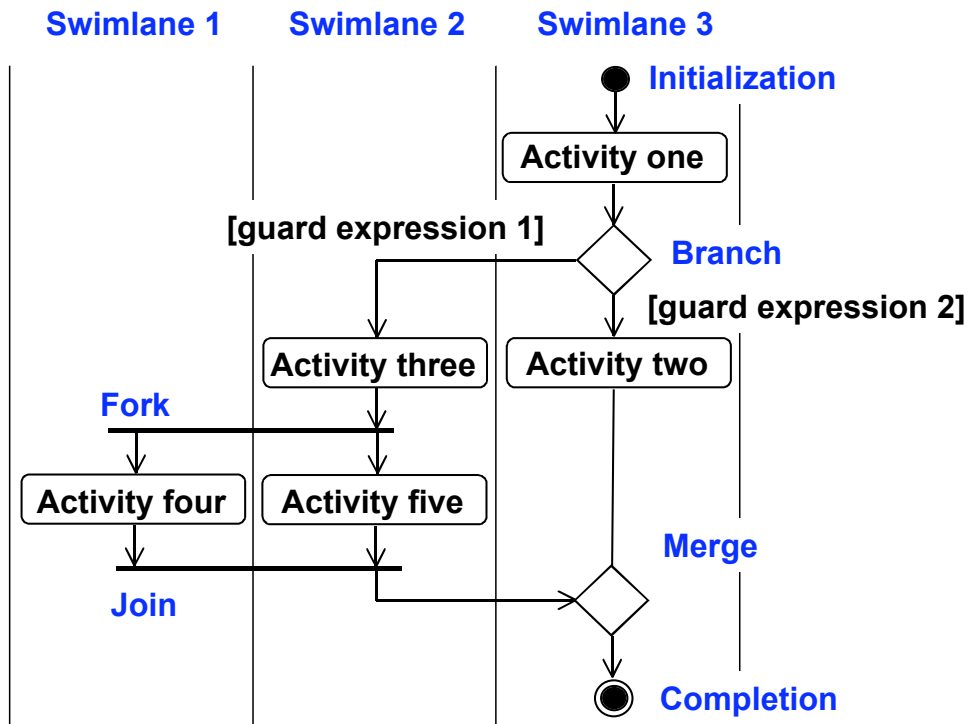 Swimlane 1 Swimlane 2 Swimlane 3
Initialization
Activity one
[guard expression 1]
Branch
[guard expression 2]
Activity three Activity two
Fork
Activity four Activity five
Merge
Join
Completion